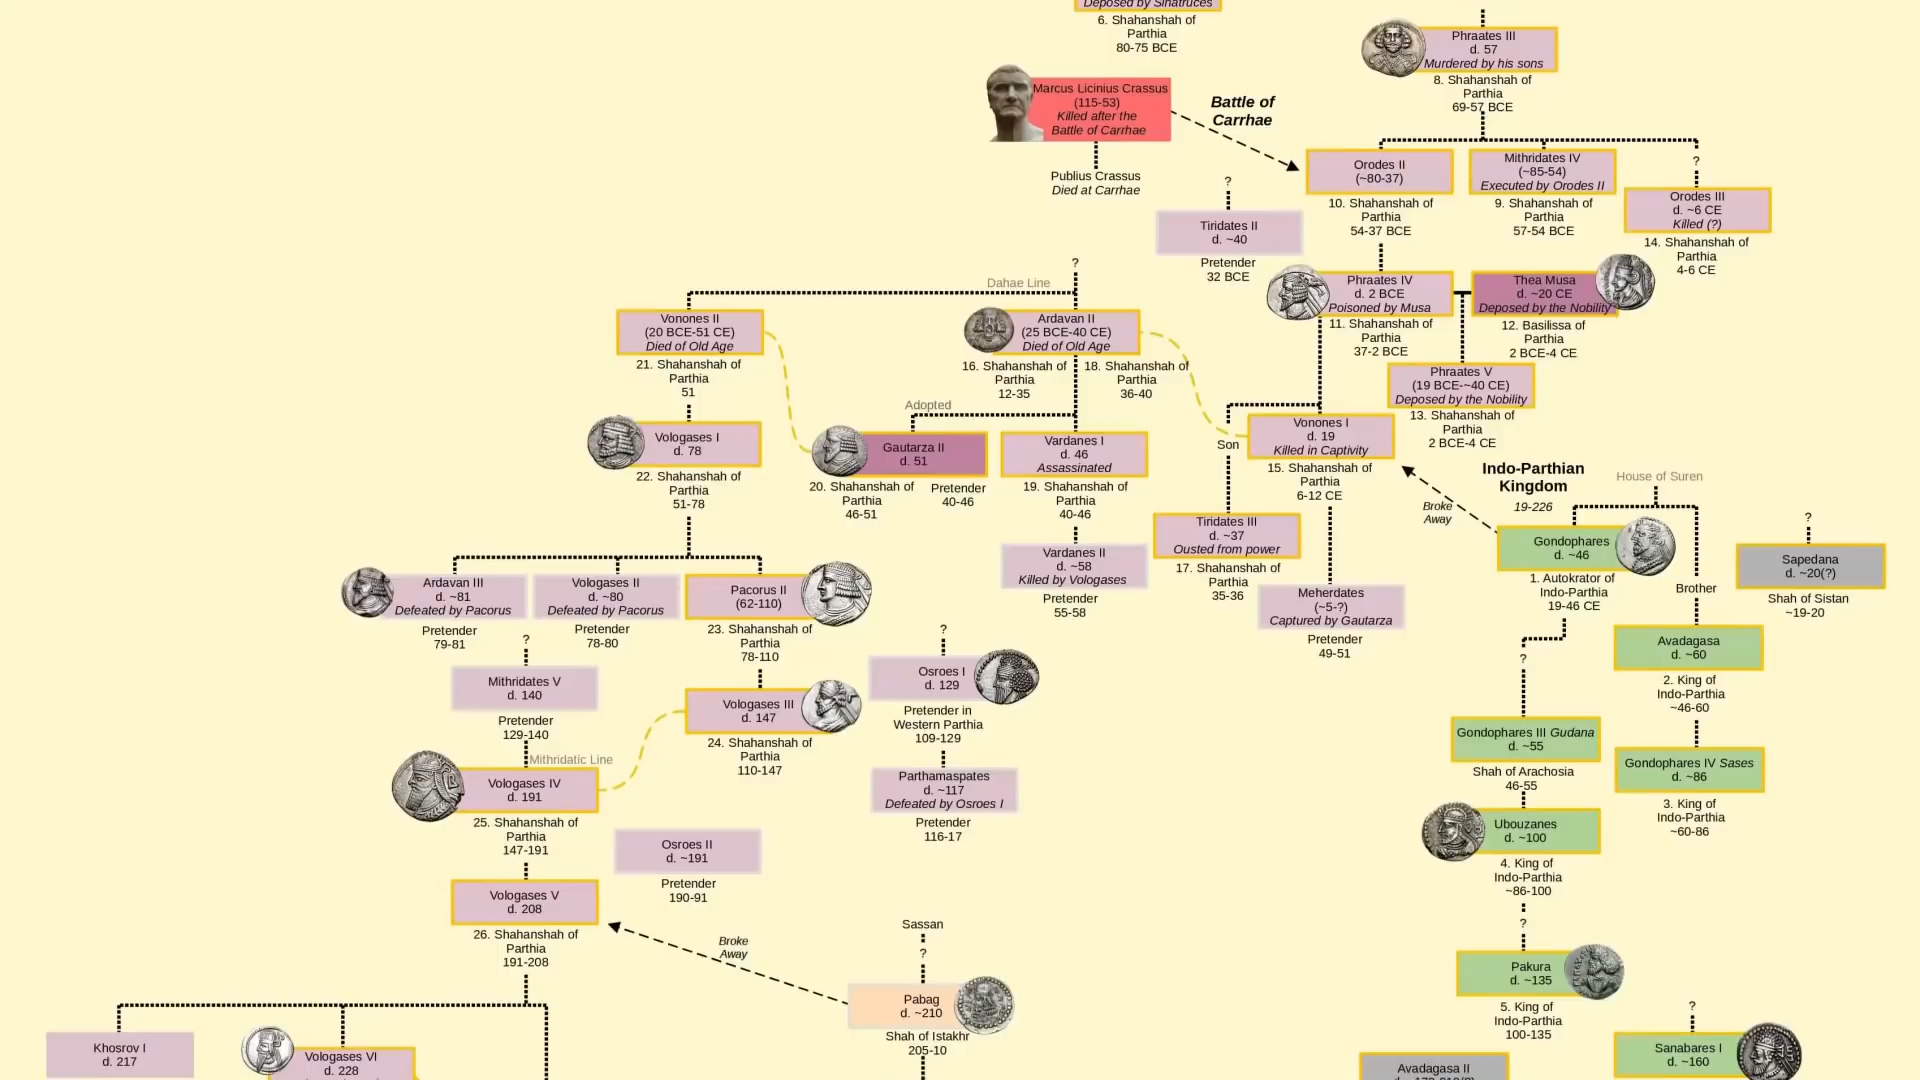 Deposed by Sinatruces
6. Shahanshah of
Parthia
80-75 BCE
Phraates III
d. 57
Murdered by his sons
8. Shahanshah of
Parthia
69-57 BCE
Marcus Licinius Crassus
(115-53)
Killed after the
Battle of Carrhae
Battle of
Carrhae
Publius Crassus
Died at Carrhae
Orodes II
(~80-37)
10. Shahanshah of
Parthia
54-37 BCE
Mithridates IV
(~85-54)
Executed by Orodes II
9. Shahanshah of
Parthia
57-54 BCE
?
Orodes III
d. ~6 CE
Killed (?)
14. Shahanshah of
Parthia
4-6 CE
?
Tiridates II
d. ~40
Pretender
32 BCE
Phraates IV
d. 2 BCE
Poisoned by Musa
11. Shahanshah of
Parthia
37-2 BCE
Thea Musa
d. ~20 CE
Deposed by the Nobility
12. Basilissa of
Parthia
2 BCE-4 CE
Phraates V
(19 BCE-~40 CE)
Deposed by the Nobility
13. Shahanshah of
Parthia
2 BCE-4 CE
?
Dahae Line
Vonones II
(20 BCE-51 CE)
Died of Old Age
21. Shahanshah of
Parthia
51
Ardavan II
(25 BCE-40 CE)
Died of Old Age
16. Shahanshah of
Parthia
12-35
18. Shahanshah of
Parthia
36-40
Adopted
Vologases I
d. 78
22. Shahanshah of
Parthia
51-78
Gautarza II
d. 51
20. Shahanshah of
Parthia
46-51
Pretender
40-46
Vardanes I
d. 46
Assassinated
19. Shahanshah of
Parthia
40-46
Vardanes II
d. ~58
Killed by Vologases
Pretender
55-58
Son
Vonones I
d. 19
Killed in Captivity
15. Shahanshah of
Parthia
6-12 CE
Tiridates III
d. ~37
Ousted from power
17. Shahanshah of
Parthia
35-36
Meherdates
(~5-?)
Captured by Gautarza
Pretender
49-51
Indo-Parthian
Kingdom
19-226
Broke
Away
House of Suren
Gondophares
d. ~46
1. Autokrator of
Indo-Parthia
19-46 CE
Brother
?
Sapedana
d. ~20(?)
Shah of Sistan
~19-20
Avadagasa
d. ~60
2. King of
Indo-Parthia
~46-60
?
Gondophares III Gudana
d. ~55
Shah of Arachosia
46-55
Gondophares IV Sases
d. ~86
3. King of
Indo-Parthia
~60-86
Ubouzanes
d. ~100
4. King of
Indo-Parthia
~86-100
?
Pakura
d. ~135
5. King of
Indo-Parthia
100-135
?
Sanabares I
d. ~160
Avadagasa II
Ardavan III
d. ~81
Defeated by Pacorus
Pretender
79-81
Vologases II
d. ~80
Defeated by Pacorus
Pretender
78-80
Pacorus II
(62-110)
23. Shahanshah of
Parthia
78-110
?
Mithridates V
d. 140
Pretender
129-140
Mithridatic Line
Vologases III
d. 147
24. Shahanshah of
Parthia
110-147
?
Osroes I
d. 129
Pretender in
Western Parthia
109-129
Parthamaspates
d. ~117
Defeated by Osroes I
Pretender
116-17
Vologases IV
d. 191
25. Shahanshah of
Parthia
147-191
Osroes II
d. ~191
Pretender
190-91
Vologases V
d. 208
26. Shahanshah of
Parthia
191-208
Broke
Away
Sassan
?
Pabag
d. ~210
Shah of Istakhr
205-10
Khosrov I
d. 217
Vologases VI
d. 228